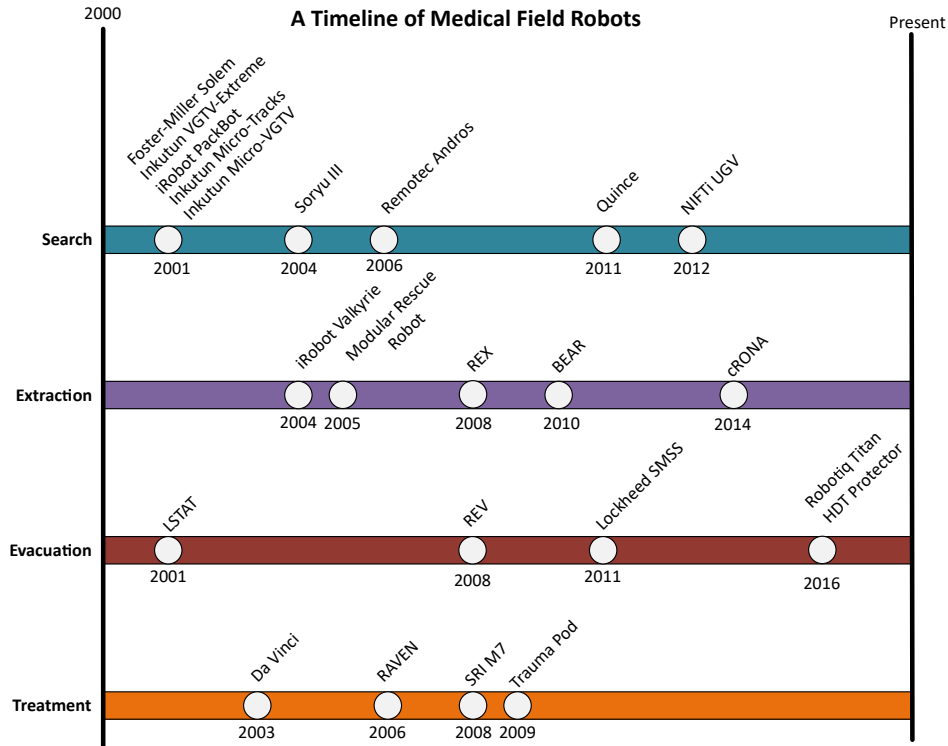 2000
A Timeline of Medical Field Robots
Present
Foster-Miller Solem
Inkutun VGTV-Extreme
iRobot PackBot
Inkutun Micro-Tracks
Inkutun Micro-VGTV
Soryu III
Remotec Andros
Quince
NIFTi UGV
Search
2001
2004
2006
2011
2012
iRobot Valkyrie
Modular Rescue
Robot
REX
BEAR
cRONA
Extraction
2004
2005
2008
2010
2014
LSTAT
REV
Lockheed SMSS
Robotiq Titan
HDT Protector
Evacuation
2001
2008
2011
2016
Da Vinci
RAVEN
SRI M7
Trauma Pod
Treatment
2003
2006
2008
2009